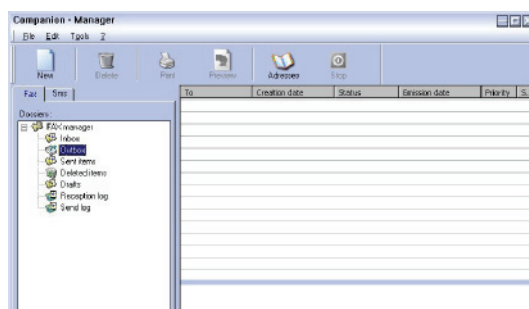 Companion - Manager
File Edit Tools ?
New Delete Print Preview Adresses Stop
Fax Sms
To Creation date Status Emission date Priority S...
Dossiers :
FAX manager
Inbox
Outbox
Sent items
Deleted items
Drafts
Reception log
Send log